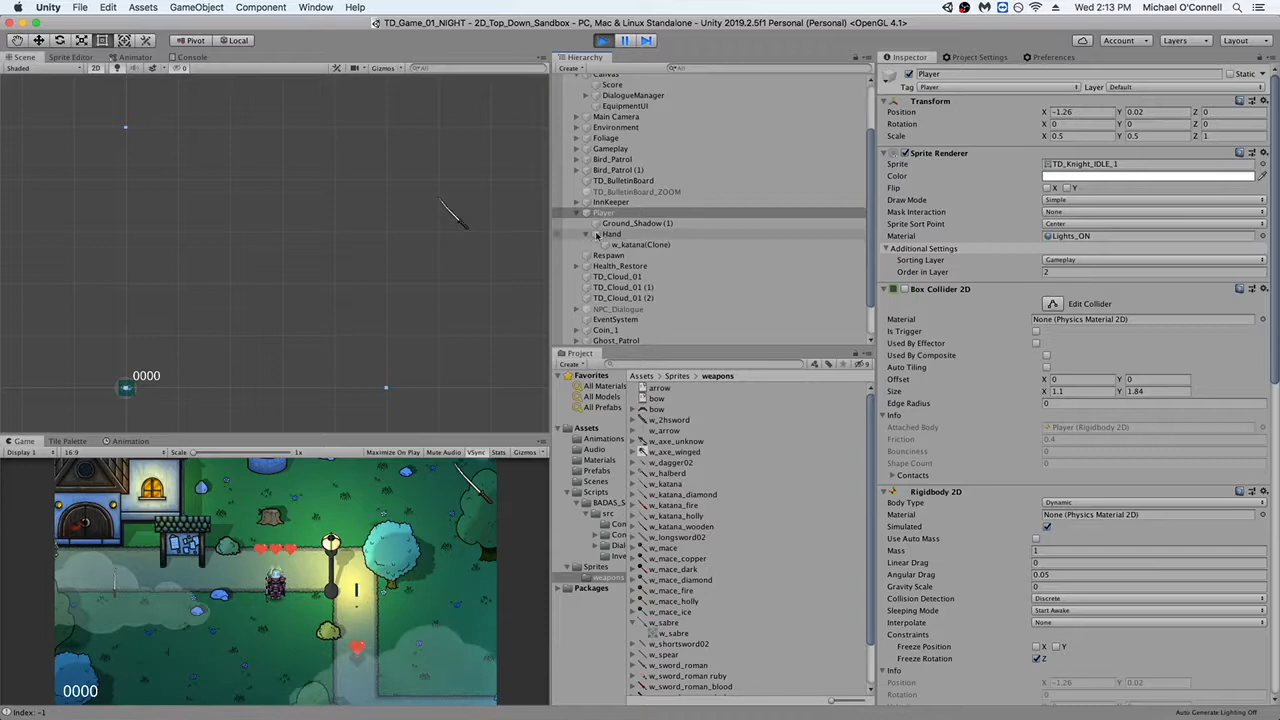 Unity File Edit Assets GameObject Component Window Help Wed 2:13 PM Michael O'Connell
TD_Game_01_NIGHT - 2D_Top_Down_Sandbox - PC, Mac & Linux Standalone - Unity 2019.2.5f1 Personal (Personal) <OpenGL 4.1>
Pivot Local Account Layers Layout
Scene Sprite Editor Animator Console
Shaded 2D 0 Gizmos All
0000
Game Tile Palette Animation
Display 1 16:9 Scale 1x Maximize On Play Mute Audio VSync Stats Gizmos
0000
Index: -1
Hierarchy
Create All
Canvas
Score
DialogueManager
EquipmentUI
Main Camera
Environment
Foliage
Gameplay
Bird_Patrol
Bird_Patrol (1)
TD_BulletinBoard
TD_BulletinBoard_ZOOM
InnKeeper
Player
Ground_Shadow (1)
Hand
w_katana(Clone)
Respawn
Health_Restore
TD_Cloud_01
TD_Cloud_01 (1)
TD_Cloud_01 (2)
NPC_Dialogue
EventSystem
Coin_1
Ghost_Patrol
Project
Create 9
Favorites
All Materials
All Models
All Prefabs
Assets
Animations
Audio
Materials
Prefabs
Scenes
Scripts
BADAS_S
src
Con
Con
Dial
Inve
Sprites
weapons
Packages
Assets Sprites weapons
arrow
bow
bow
w_2hsword
w_arrow
w_axe_unknow
w_axe_winged
w_dagger02
w_halberd
w_katana
w_katana_diamond
w_katana_fire
w_katana_holly
w_katana_wooden
w_longsword02
w_mace
w_mace_copper
w_mace_dark
w_mace_diamond
w_mace_fire
w_mace_holly
w_mace_ice
w_sabre
w_sabre
w_shortsword02
w_spear
w_sword_roman
w_sword_roman ruby
w_sword_roman_blood
Inspector Project Settings Preferences
Player Static
Tag Player Layer Default
Transform
Position X -1.26 Y 0.02 Z 0
Rotation X 0 Y 0 Z 0
Scale X 0.5 Y 0.5 Z 1
Sprite Renderer
Sprite TD_Knight_IDLE_1
Color
Flip X Y
Draw Mode Simple
Mask Interaction None
Sprite Sort Point Center
Material Lights_ON
Additional Settings
Sorting Layer Gameplay
Order in Layer 2
Box Collider 2D
Edit Collider
Material None (Physics Material 2D)
Is Trigger
Used By Effector
Used By Composite
Auto Tiling
Offset X 0 Y 0
Size X 1.1 Y 1.84
Edge Radius 0
Info
Attached Body Player (Rigidbody 2D)
Friction 0.4
Bounciness 0
Shape Count 0
Contacts
Rigidbody 2D
Body Type Dynamic
Material None (Physics Material 2D)
Simulated
Use Auto Mass
Mass 1
Linear Drag 0
Angular Drag 0.05
Gravity Scale 0
Collision Detection Discrete
Sleeping Mode Start Awake
Interpolate None
Constraints
Freeze Position X Y
Freeze Rotation Z
Info
Position X -1.26 Y 0.02
Rotation 0
Auto Generate Lighting Off